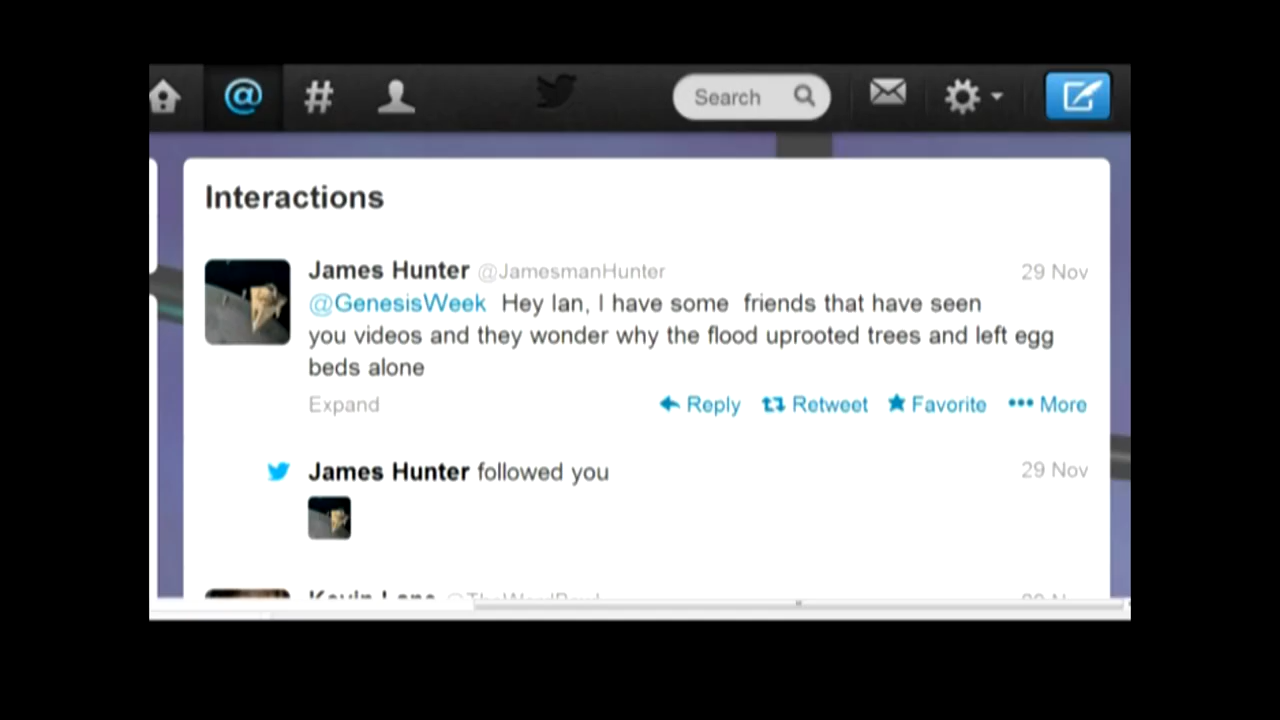 @ # Search
Interactions
James Hunter @JamesmanHunter 29 Nov
@GenesisWeek Hey Ian, I have some friends that have seen
you videos and they wonder why the flood uprooted trees and left egg
beds alone
Expand Reply Retweet Favorite ••• More
James Hunter followed you 29 Nov